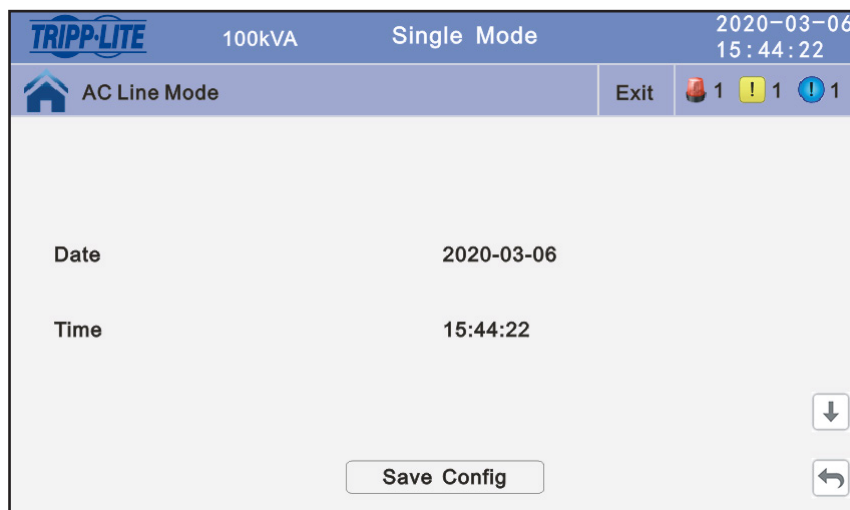 TRIPP·LITE 100kVA Single Mode 2020-03-06
15:44:22
AC Line Mode Exit 1 ! 1 ! 1
Date 2020-03-06
Time 15:44:22
Save Config